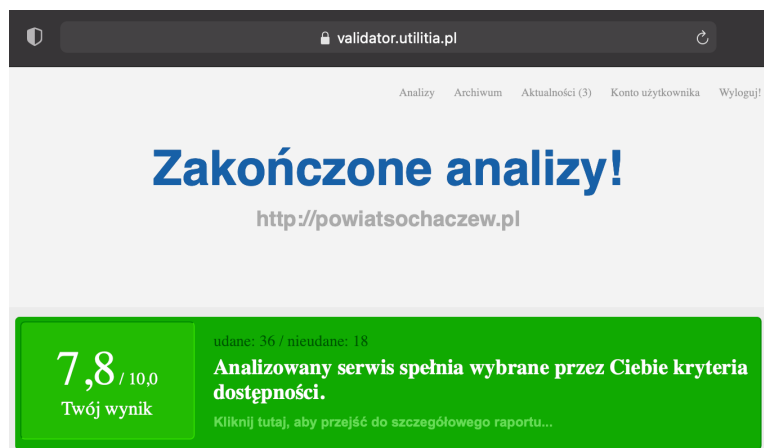 validator.utilitia.pl
Analizy Archiwum Aktualności (3) Konto użytkownika Wyloguj!
Zakończone analizy!
http://powiatsochaczew.pl
udane: 36 / nieudane: 18
7,8 / 10,0
Twój wynik
Analizowany serwis spełnia wybrane przez Ciebie kryteria
dostępności.
Kliknij tutaj, aby przejść do szczegółowego raportu...